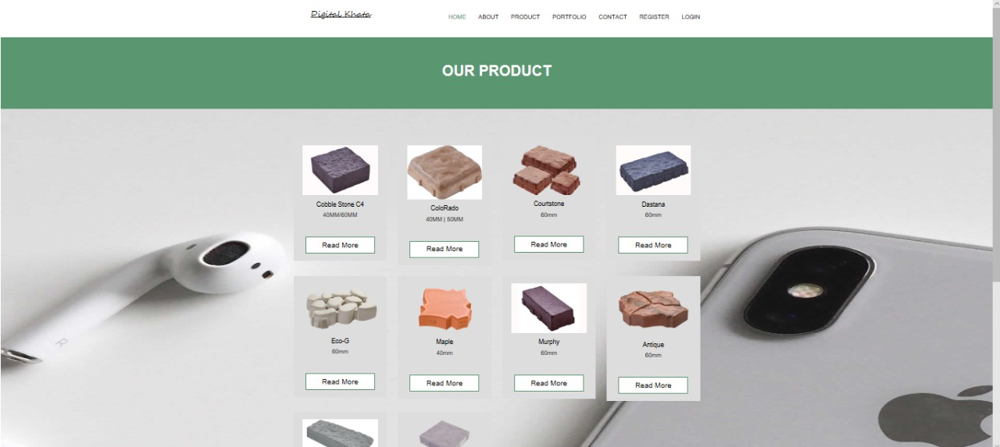 Digital Khata
HOME ABOUT PRODUCT PORTFOLIO CONTACT REGISTER LOGIN
OUR PRODUCT
Cobble Stone C4
40MM/60MM
Read More
ColoRado
40MM | 50MM
Read More
Courtstone
60mm
Read More
Dastana
60mm
Read More
Eco-G
60mm
Read More
Maple
40mm
Read More
Murphy
60mm
Read More
Antique
60mm
Read More
R